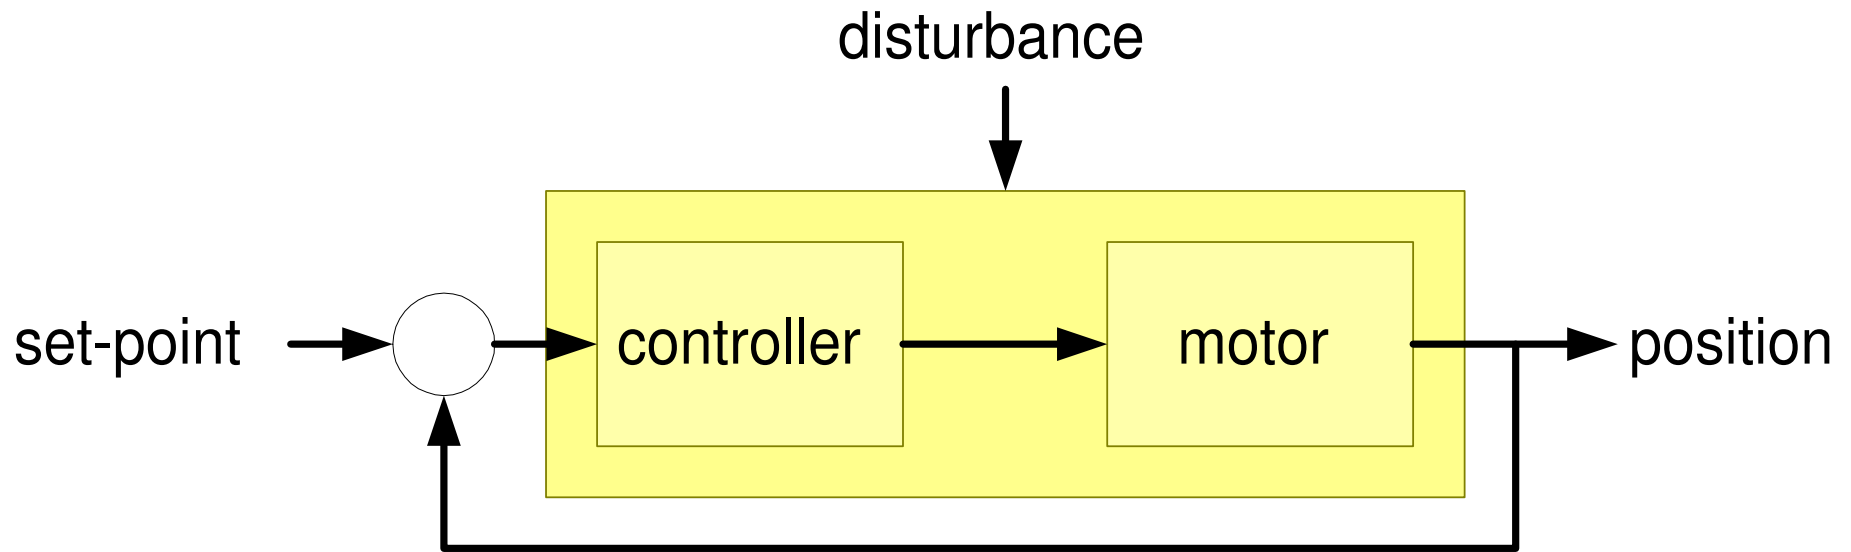 disturbance
set-point
controller
motor
position